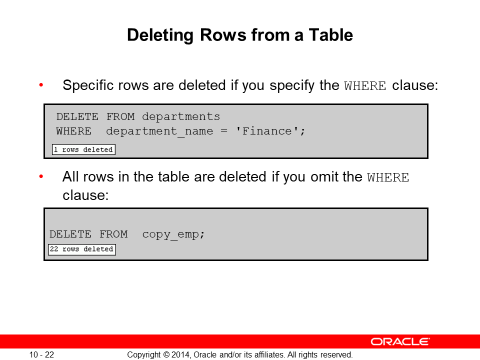 Deleting Rows from a Table
• Specific rows are deleted if you specify the WHERE clause:
DELETE FROM departments
WHERE department_name = 'Finance';
1 rows deleted
• All rows in the table are deleted if you omit the WHERE
clause:
DELETE FROM copy_emp;
22 rows deleted
ORACLE
10 - 22 Copyright © 2014, Oracle and/or its affiliates. All rights reserved.